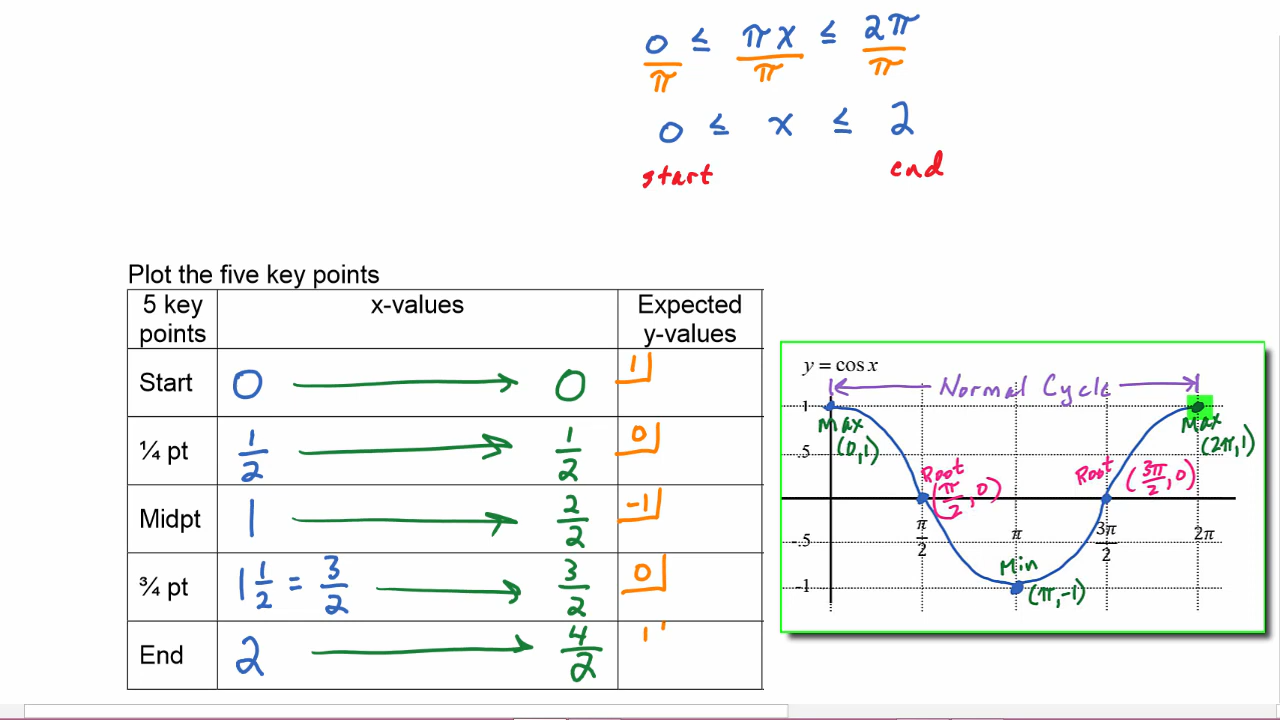 0 ≤ πx ≤ 2π
π π π
0 ≤ x ≤ 2
start end
Plot the five key points
5 key points x-values Expected y-values
Start 0 0 1
¼ pt 1/2 1/2 0
Midpt 1 2/2 -1
¾ pt 1 1/2 = 3/2 3/2 0
End 2 4/2 1
y = cos x
Normal Cycle
1
Max Max
(0,1) (2π,1)
.5
Root Root
(π/2, 0) (3π/2, 0)
π/2 π 3π/2 2π
-.5
Min
-1 (π,-1)